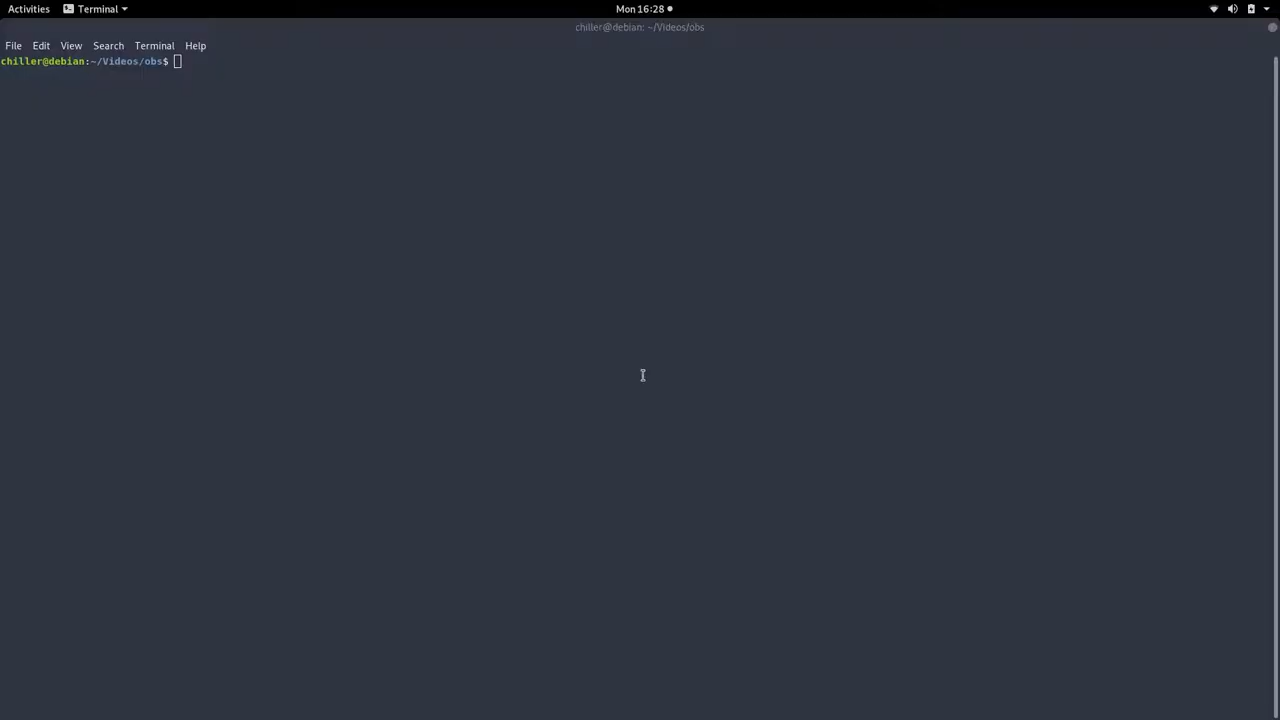 Activities Terminal Mon 16:28
chiller@debian: ~/Videos/obs
File Edit View Search Terminal Help
chiller@debian:~/Videos/obs$